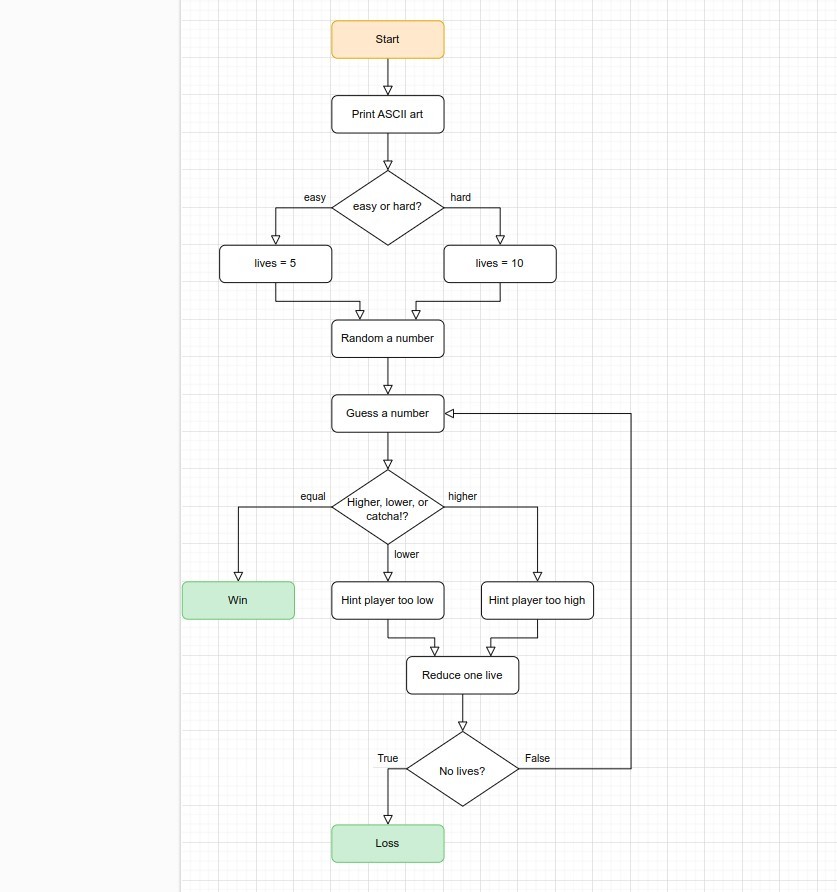 Start
Print ASCII art
easy
easy or hard?
hard
lives = 5
lives = 10
Random a number
Guess a number
equal
Higher, lower, or
catcha!?
higher
lower
Win
Hint player too low
Hint player too high
Reduce one live
True
No lives?
False
Loss